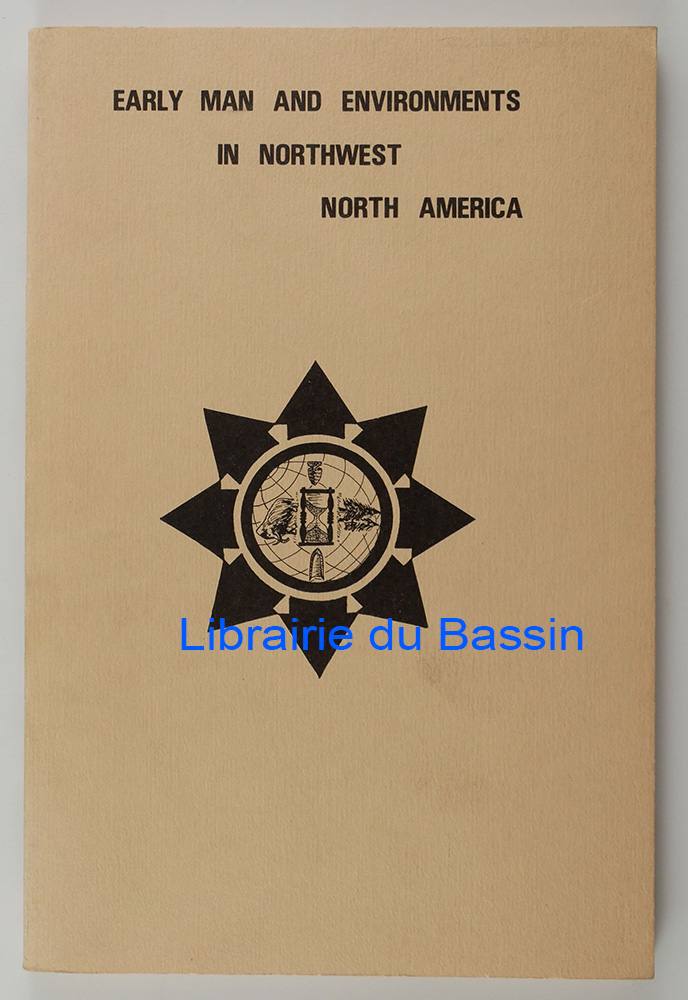 EARLY MAN AND ENVIRONMENTS
IN NORTHWEST
NORTH AMERICA
Librairie du Bassin